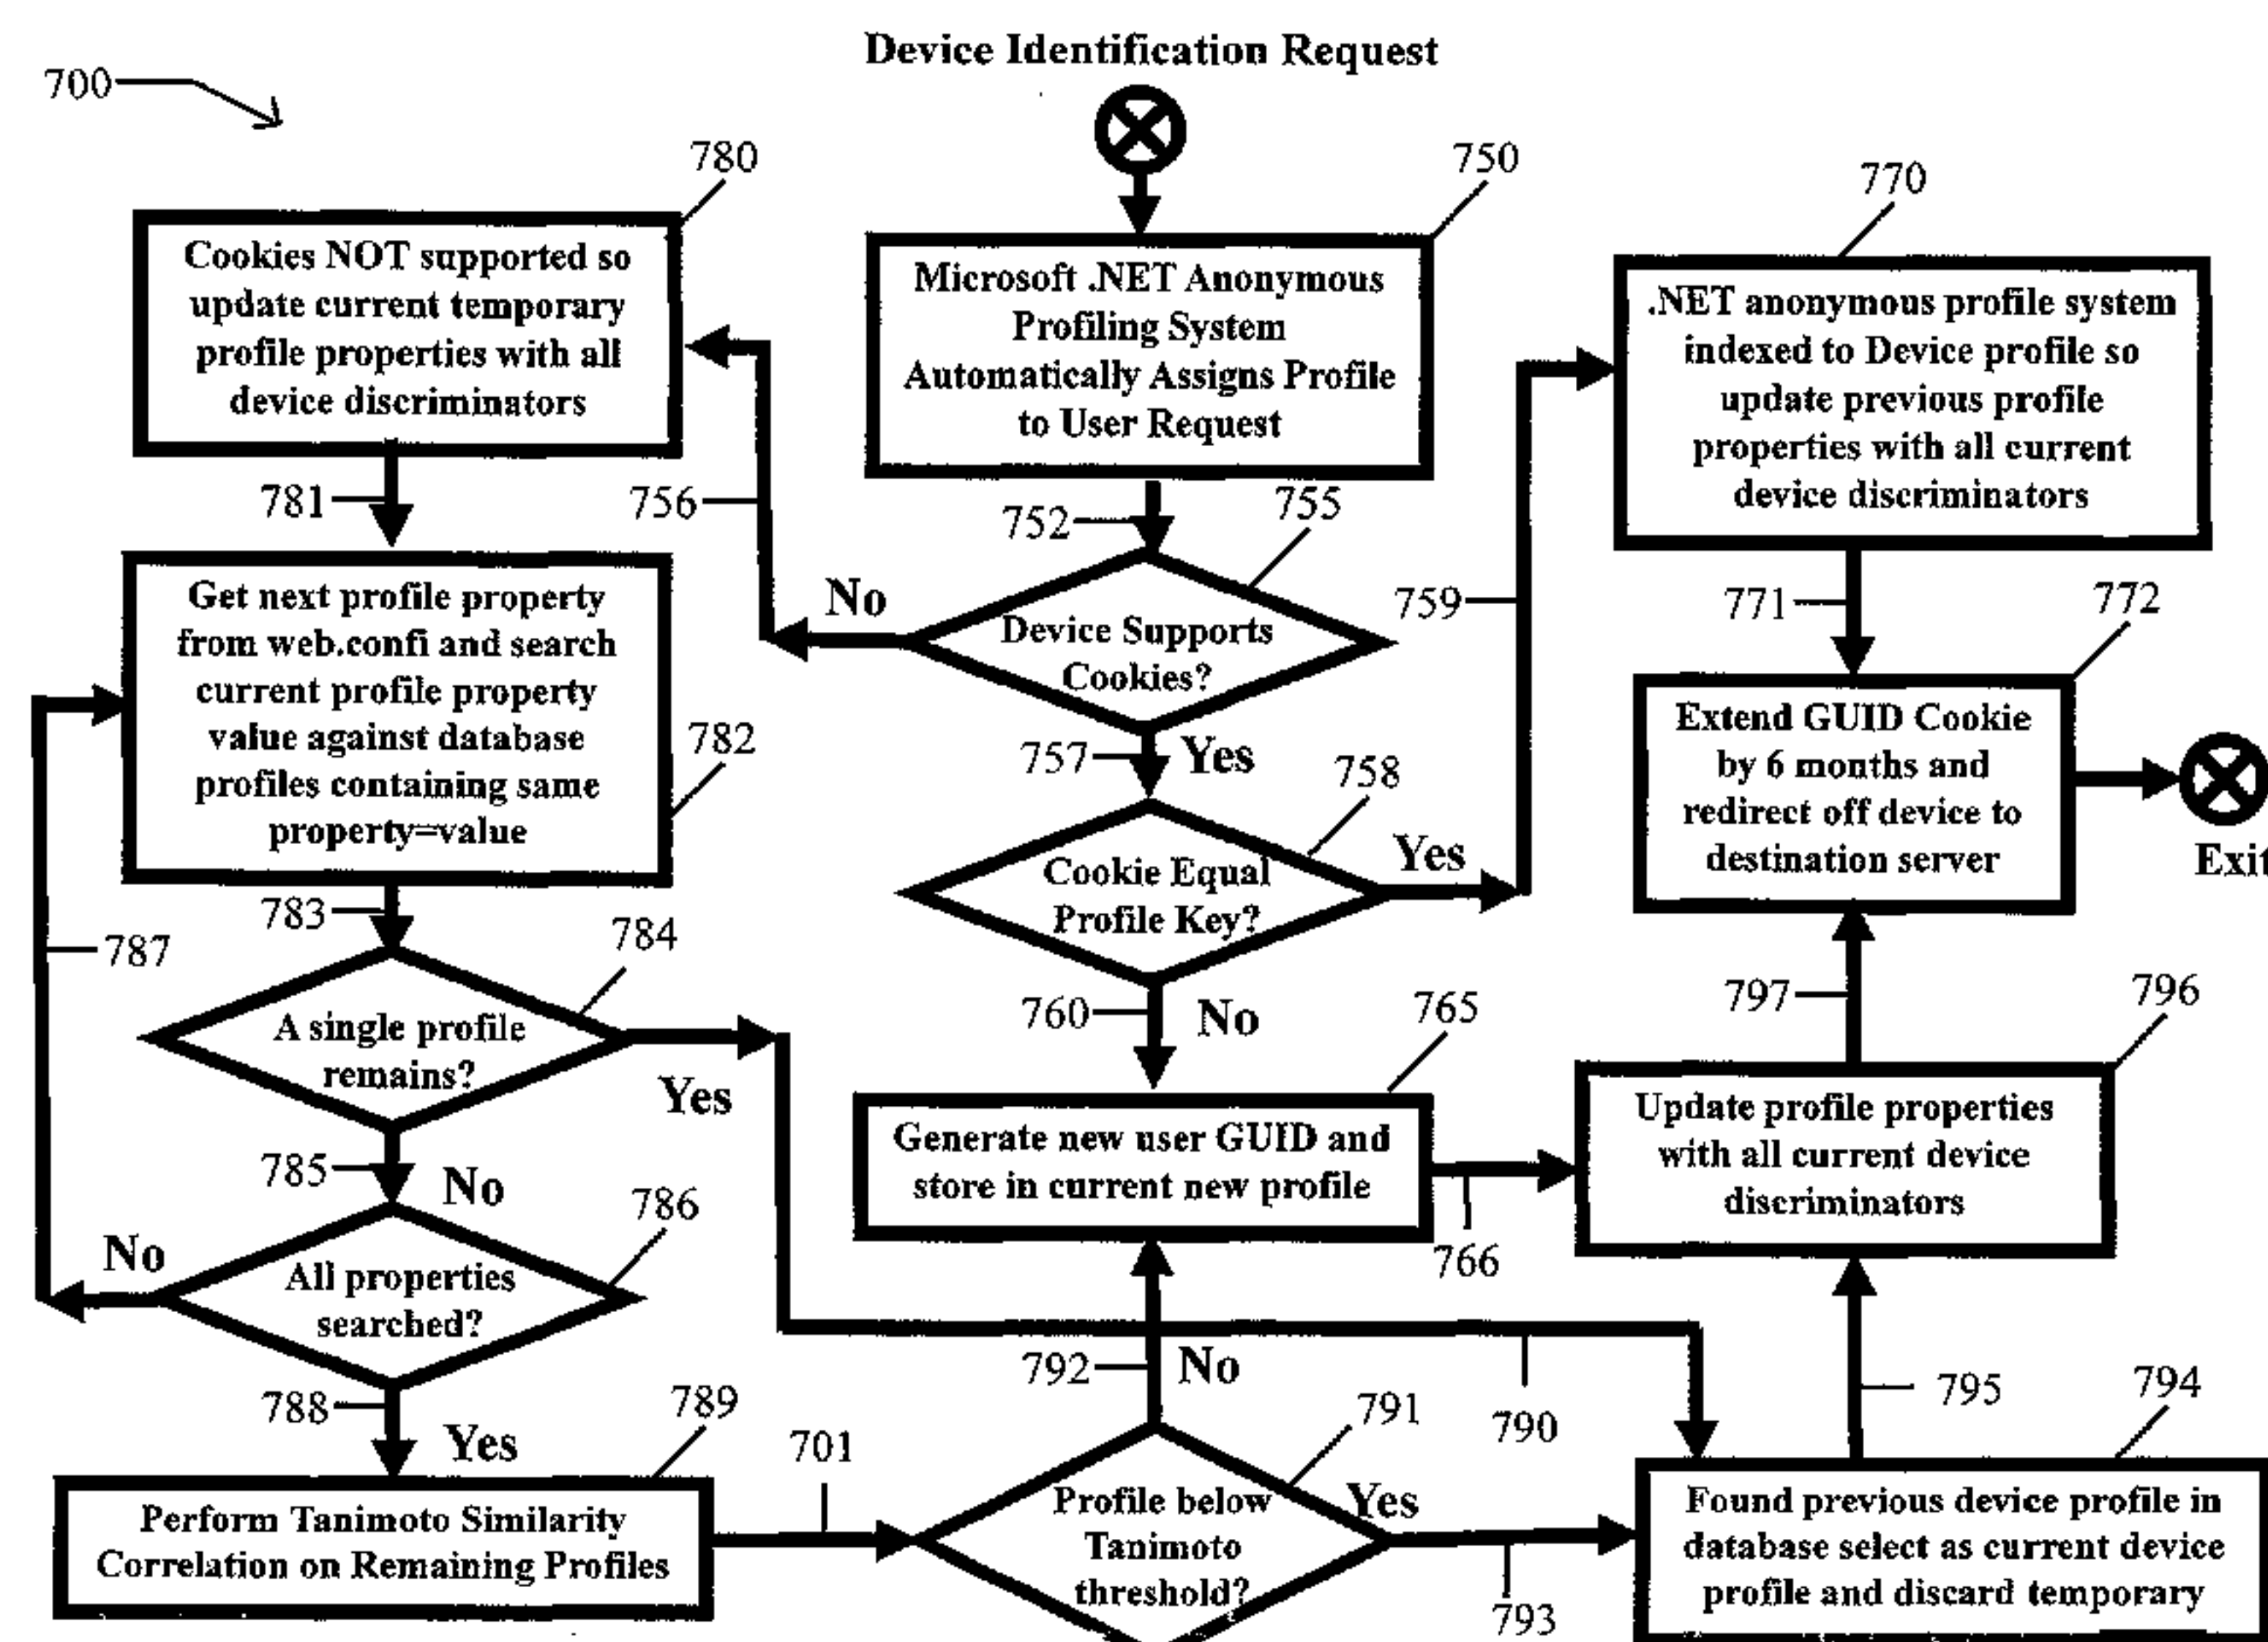 Device Identification Request
700
780
750
770
Cookies NOT supported so
update current temporary
profile properties with all
device discriminators
Microsoft .NET Anonymous
Profiling System
Automatically Assigns Profile
to User Request
.NET anonymous profile system
indexed to Device profile so
update previous profile
properties with all current
device discriminators
781
756
752
755
759
771
772
Get next profile property
from web.confi and search
current profile property
value against database
profiles containing same
property=value
782
No
Device Supports
Cookies?
757
Yes
758
Extend GUID Cookie
by 6 months and
redirect off device to
destination server
Exit
783
787
784
Cookie Equal
Profile Key?
Yes
760
No
765
797
796
A single profile
remains?
Yes
785
No
786
Generate new user GUID and
store in current new profile
766
Update profile properties
with all current device
discriminators
No
All properties
searched?
792
No
790
791
795
794
788
Yes
789
701
Perform Tanimoto Similarity
Correlation on Remaining Profiles
Profile below
Tanimoto
threshold?
Yes
793
Found previous device profile in
database select as current device
profile and discard temporary